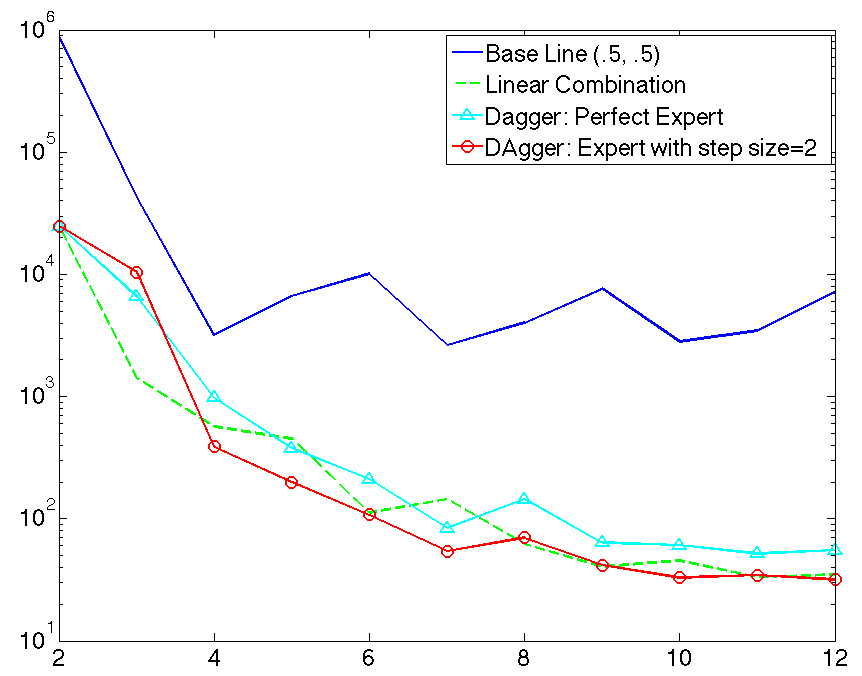 10^6
10^5
10^4
10^3
10^2
10^1
2 4 6 8 10 12
Base Line (.5, .5)
Linear Combination
Dagger: Perfect Expert
DAgger: Expert with step size=2